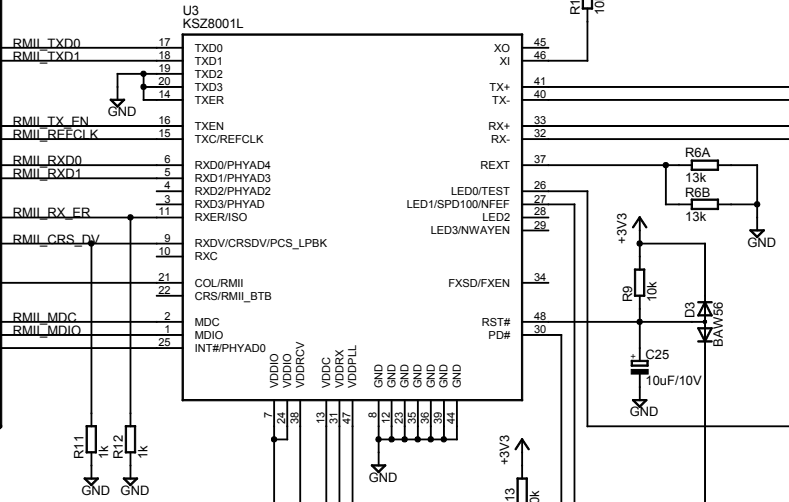 U3
KSZ8001L
RMII_TXD0 17 TXD0 XO 45
RMII_TXD1 18 TXD1 XI 46
19 TXD2
20 TXD3 TX+ 41
14 TXER TX- 40
GND
RMII_TX_EN 16 TXEN RX+ 33
RMII_REFCLK 15 TXC/REFCLK RX- 32
RMII_RXD0 6 RXD0/PHYAD4 REXT 37
RMII_RXD1 5 RXD1/PHYAD3
4 RXD2/PHYAD2 LED0/TEST 26
3 RXD3/PHYAD LED1/SPD100/NFEF 27
RMII_RX_ER 11 RXER/ISO LED2 28
LED3/NWAYEN 29
RMII_CRS_DV 9 RXDV/CRSDV/PCS_LPBK
10 RXC
21 COL/RMII FXSD/FXEN 34
22 CRS/RMII_BTB
RMII_MDC 2 MDC RST# 48
RMII_MDIO 1 MDIO PD# 30
25 INT#/PHYAD0
VDDIO VDDIO VDDRCV VDDC VDDRX VDDPLL GND GND GND GND GND GND GND
7 24 38 13 31 47 8 12 23 35 36 39 44
R6A
13k
R6B
13k
GND
+3V3
R9
10k
D3
BAW56
C25
10uF/10V
GND
R11
1k
R12
1k
GND GND
GND
+3V3